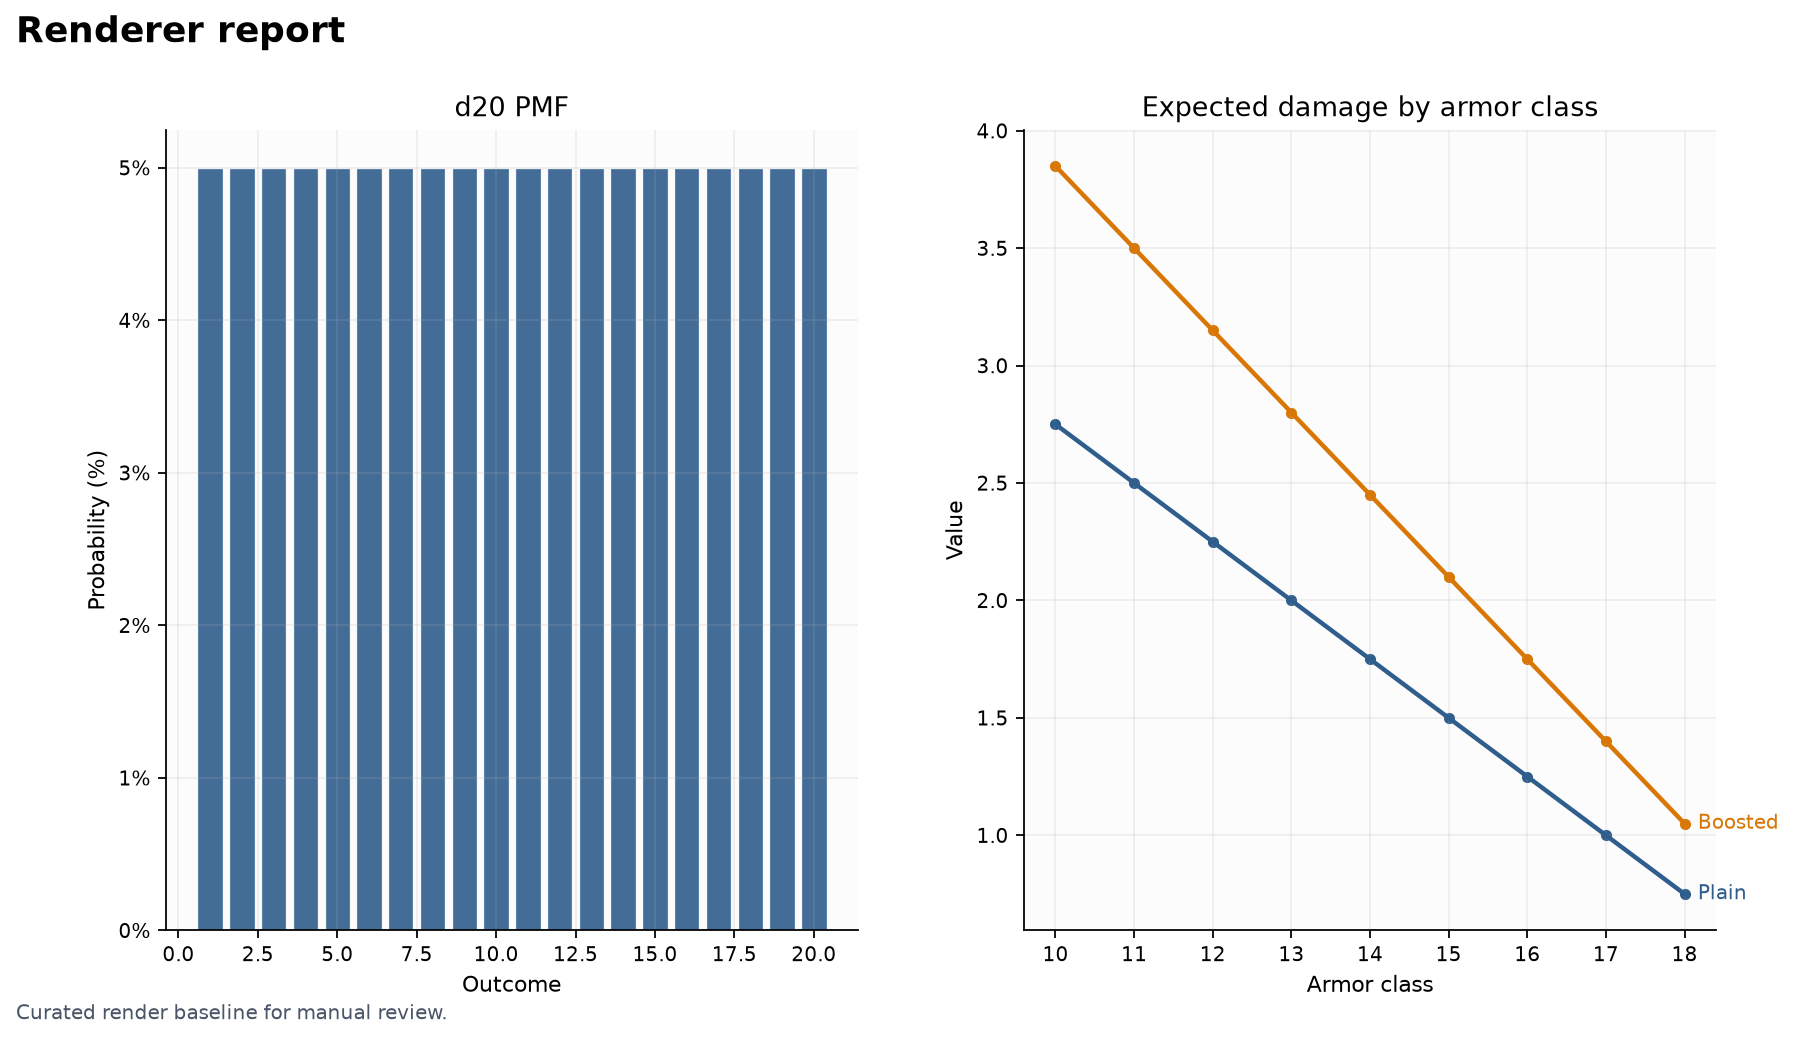 Renderer report
d20 PMF
5%
4%
3%
2%
1%
0%
Probability (%)
0.0 2.5 5.0 7.5 10.0 12.5 15.0 17.5 20.0
Outcome
Expected damage by armor class
4.0
3.5
3.0
2.5
2.0
1.5
1.0
Value
Boosted
Plain
10 11 12 13 14 15 16 17 18
Armor class
Curated render baseline for manual review.